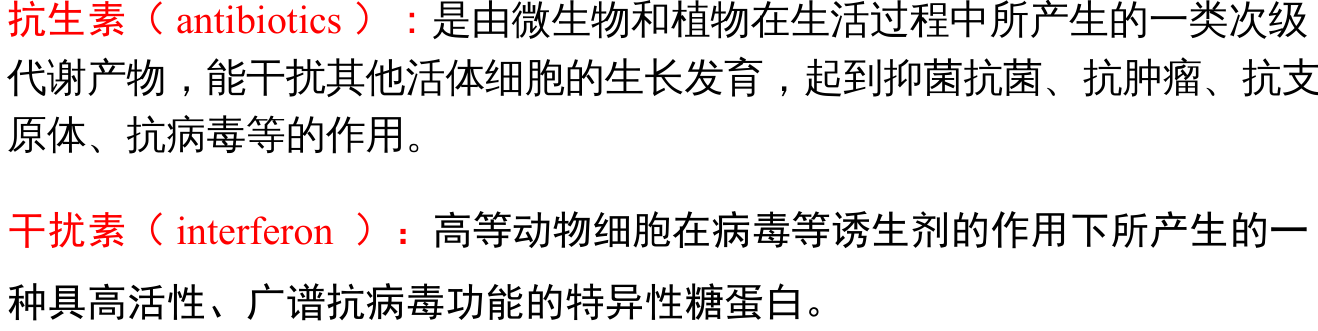 抗生素（ antibiotics ）：是由微生物和植物在生活过程中所产生的一类次级
代谢产物，能干扰其他活体细胞的生长发育，起到抑菌抗菌、抗肿瘤、抗支
原体、抗病毒等的作用。
干扰素（ interferon ）：高等动物细胞在病毒等诱生剂的作用下所产生的一
种具高活性、广谱抗病毒功能的特异性糖蛋白。